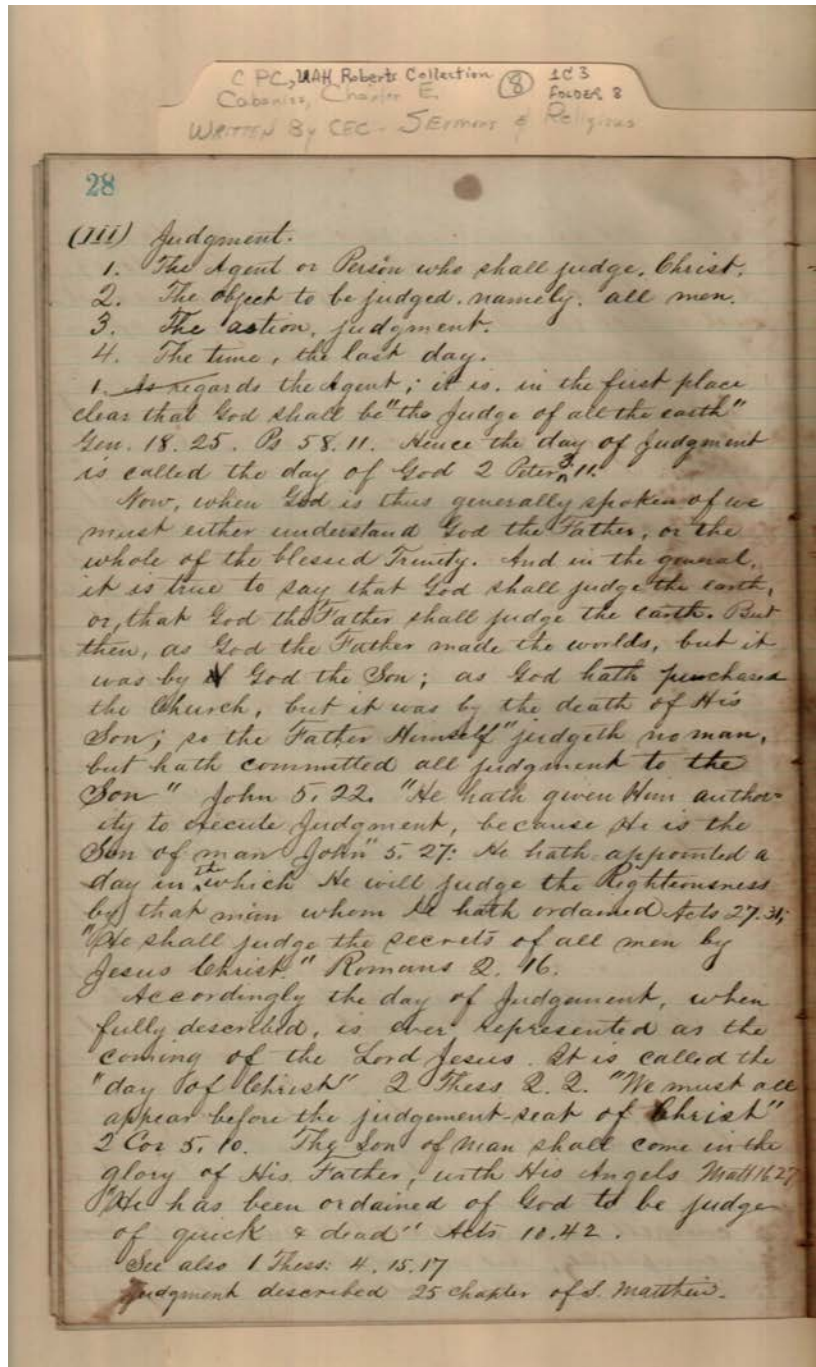 C PC, UAH Roberts Collection (8) 1C3
Cabaniss, Charles E. FOLDER 8
WRITTEN By CEC - SErmons & Religious
28
(III) Judgment.
1. The Agent or Person who shall judge, Christ.
2. The object to be judged, namely, all men.
3. The action, judgment.
4. The time, the last day.
1. As regards the Agent; it is, in the first place
clear that God shall be "the Judge of all the earth"
Gen. 18.25. Ps 58.11. Hence the day of judgment
is called the day of God 2 Peter 3. 11.
Now, when God is thus generally spoken of we
must either understand God the Father, or the
whole of the blessed Trinity. And in the general,
it is true to say that God shall judge the earth,
or, that God the Father shall judge the earth. But
then, as God the Father made the worlds, but it
was by God the Son; as God hath purchased
the Church, but it was by the death of His
Son; so the Father Himself "judgeth no man,
but hath committed all judgment to the
Son" John 5.22. "He hath given Him author-
ity to execute Judgment, because He is the
Son of man John" 5.27: He hath appointed a
day in the which He will judge the Righteousness
by that man whom He hath ordained Acts 27.31;
"He shall judge the secrets of all men by
Jesus Christ." Romans 2. 16.
Accordingly the day of Judgement, when
fully described, is ever represented as the
coming of the Lord Jesus. It is called the
"day of Christ" 2 Thess 2.2. "We must all
appear before the judgement-seat of Christ"
2 Cor 5.10. The Son of Man shall come in the
glory of His Father, with His Angels Matt 16.27
"He has been ordained of God to be judge
of quick & dead" Acts 10.42.
See also 1 Thess: 4.15.17
Judgment described 25 chapter of S. Matthew.